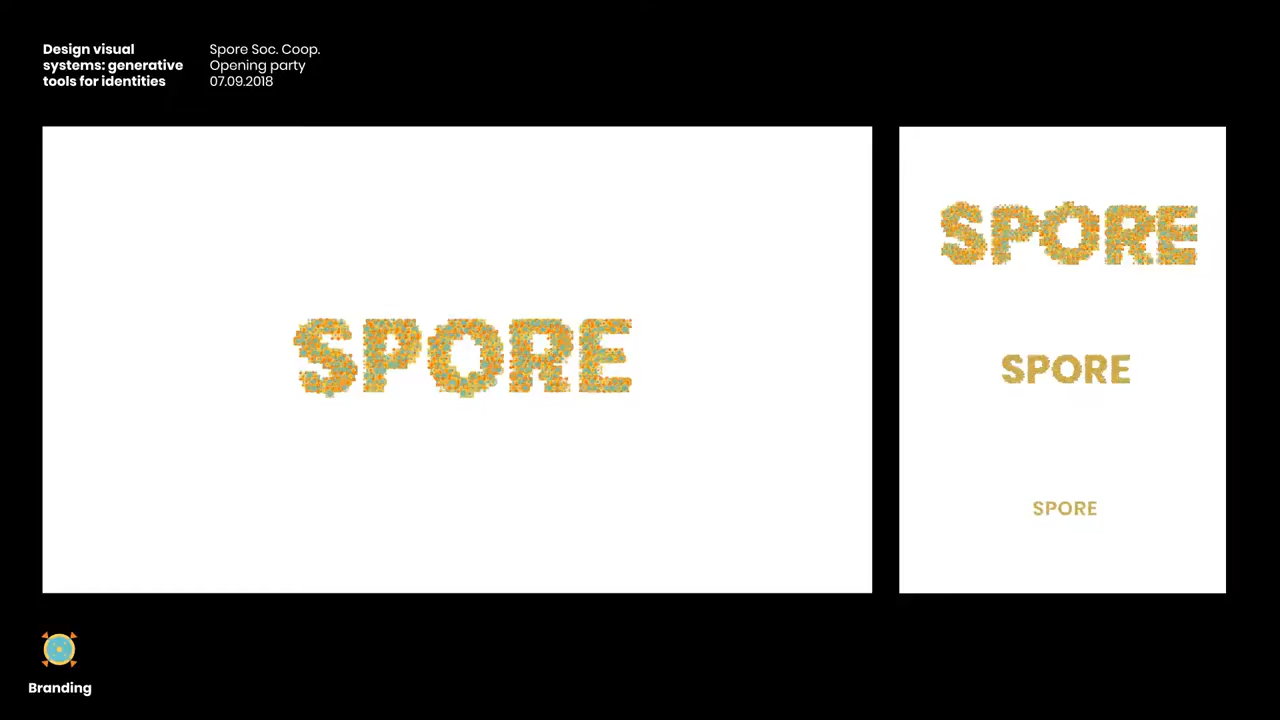 Design visual
systems: generative
tools for identities
Spore Soc. Coop.
Opening party
07.09.2018
SPORE
SPORE
SPORE
SPORE
Branding